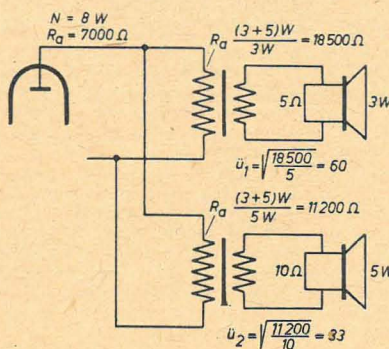 N = 8 W
Ra = 7000 Ω
Ra (3+5)W / 3W = 18500 Ω
5 Ω
3W
ü₁ = √(18500 / 5) = 60
Ra (3+5)W / 5W = 11200 Ω
10 Ω
5W
ü₂ = √(11200 / 10) = 33